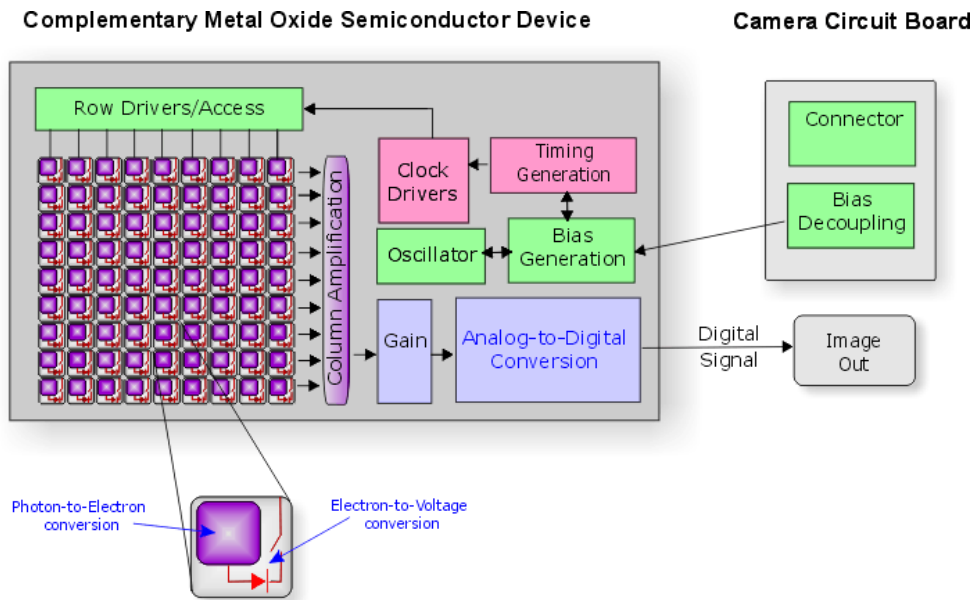 Complementary Metal Oxide Semiconductor Device
Camera Circuit Board
Row Drivers/Access
Clock
Drivers
Timing
Generation
Connector
Oscillator
Bias
Generation
Bias
Decoupling
Column Amplification
Gain
Analog-to-Digital
Conversion
Digital
Signal
Image
Out
Photon-to-Electron
conversion
Electron-to-Voltage
conversion